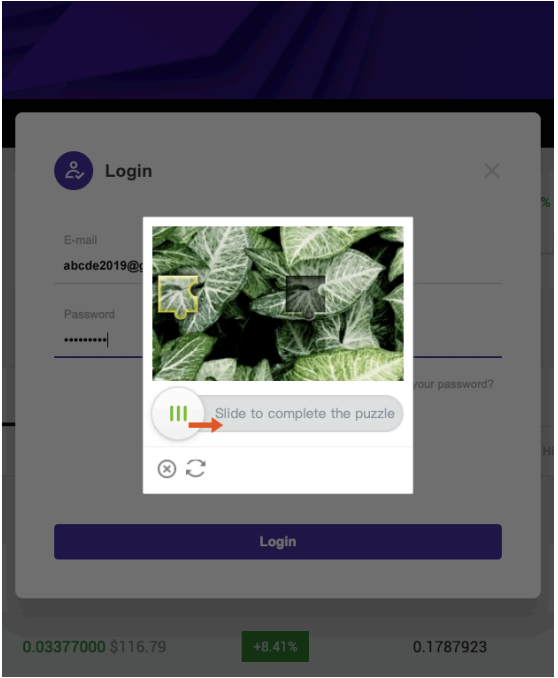 Login
%
E-mail
abcde2019@g
Password
your password?
Slide to complete the puzzle
Hi
Login
0.03377000 $116.79
+8.41%
0.1787923